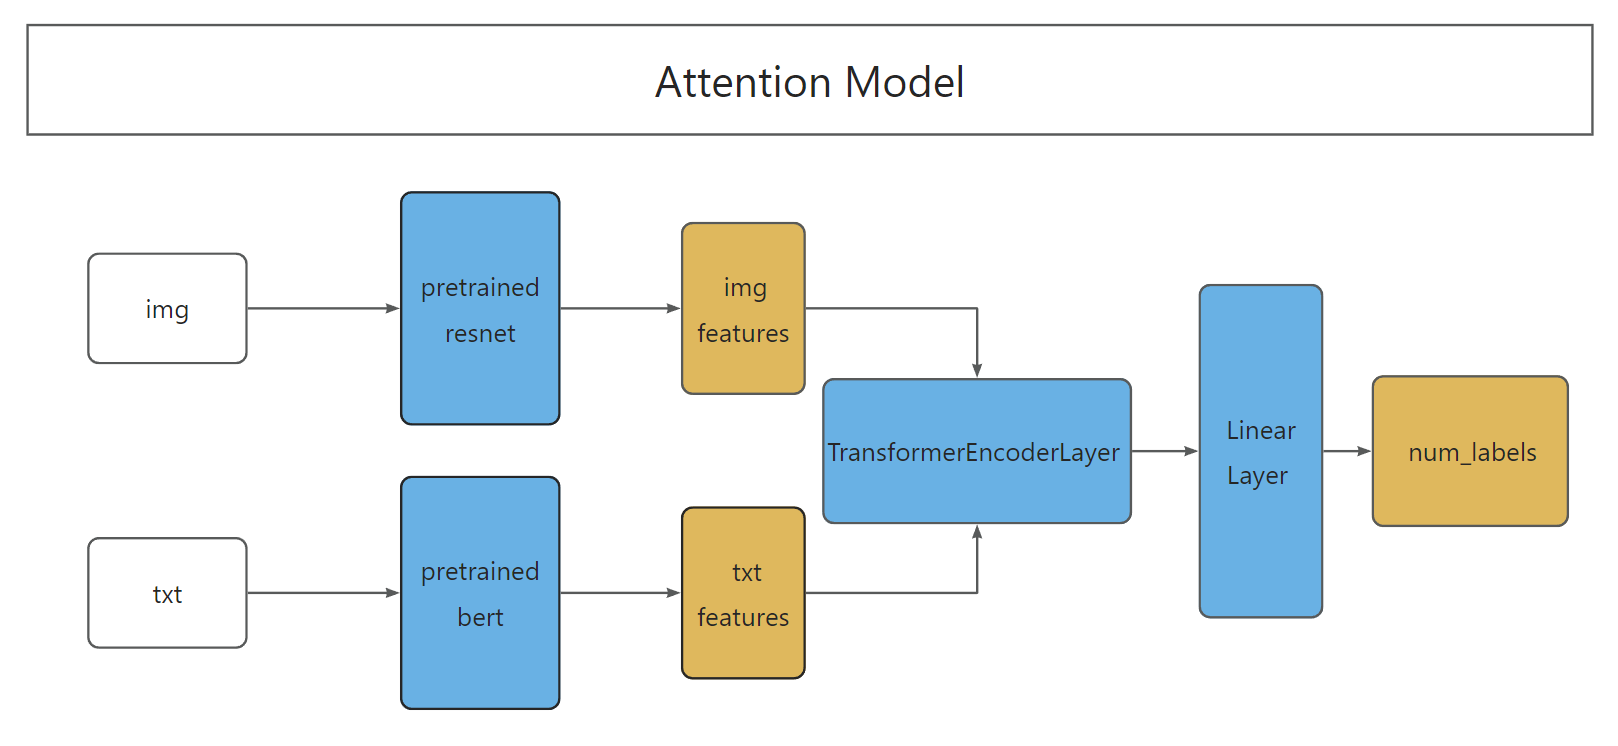 Attention Model
img
pretrained
resnet
img
features
txt
pretrained
bert
txt
features
TransformerEncoderLayer
Linear
Layer
num_labels